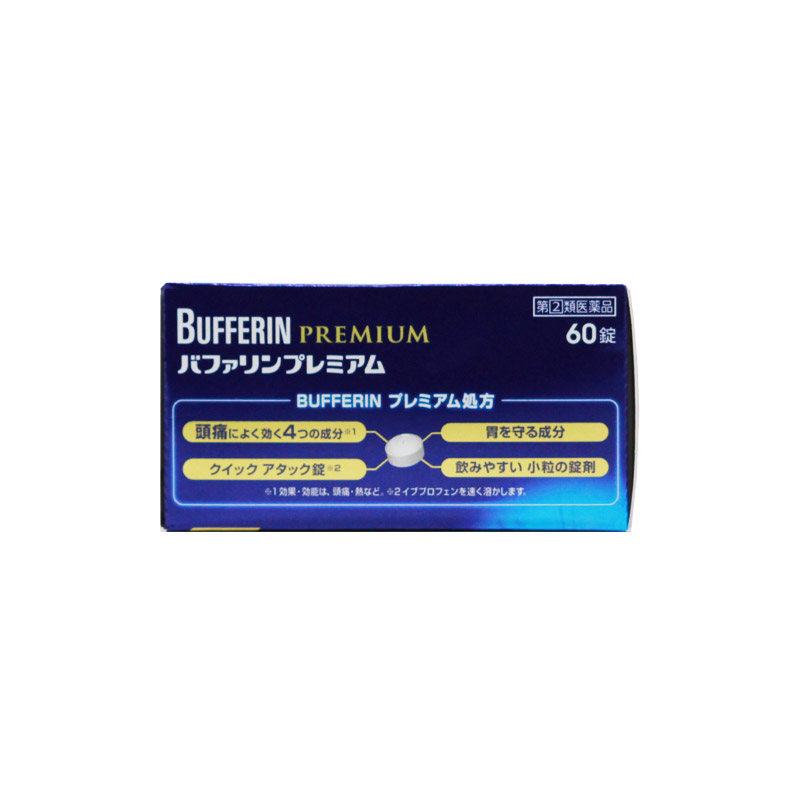 指②類医薬品
BUFFERIN PREMIUM
60錠
バファリンプレミアム
BUFFERIN プレミアム処方
頭痛によく効く4つの成分※1
胃を守る成分
クイック アタック錠※2
飲みやすい 小粒の錠剤
※1効果・効能は、頭痛・熱など。※2イブプロフェンを速く溶かします。